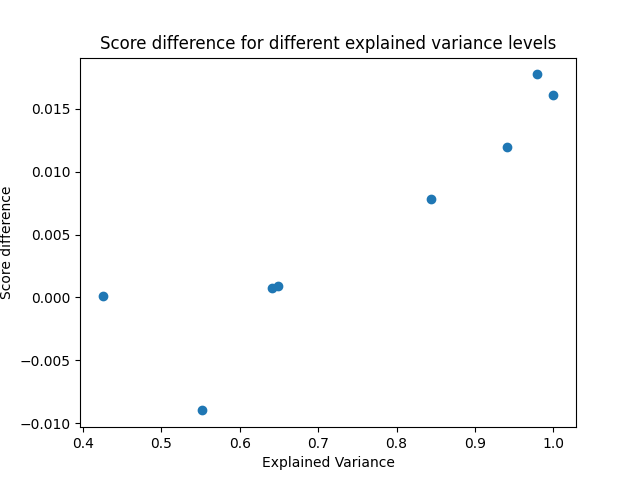 Score difference for different explained variance levels
Score difference
0.015
0.010
0.005
0.000
−0.005
−0.010
0.4 0.5 0.6 0.7 0.8 0.9 1.0
Explained Variance